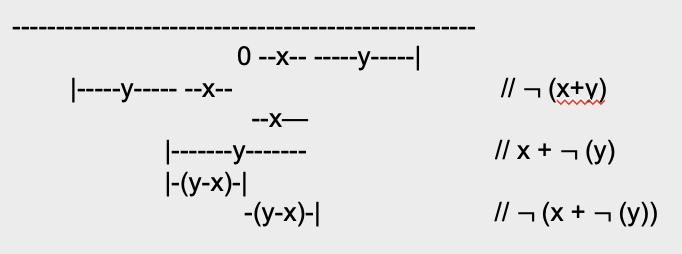 -----------------------------------------------------
0 --x-- -----y-----|
|-----y----- --x-- // ¬ (x+y)
--x—
|-------y------- // x + ¬ (y)
|-(y-x)-|
-(y-x)-| // ¬ (x + ¬ (y))